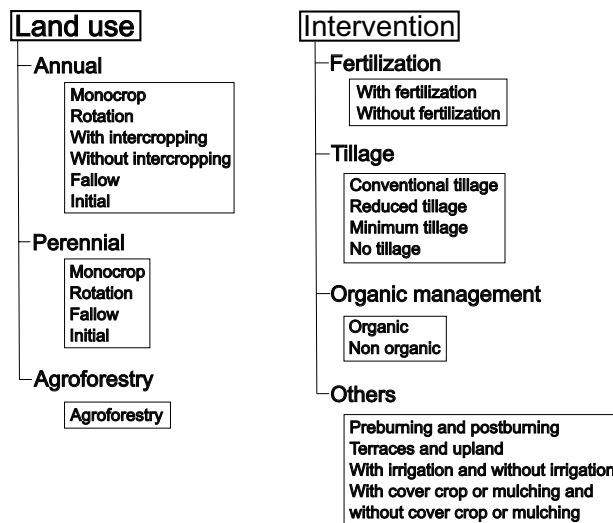 Land use
Annual
Monocrop
Rotation
With intercropping
Without intercropping
Fallow
Initial
Perennial
Monocrop
Rotation
Fallow
Initial
Agroforestry
Agroforestry
Intervention
Fertilization
With fertilization
Without fertilization
Tillage
Conventional tillage
Reduced tillage
Minimum tillage
No tillage
Organic management
Organic
Non organic
Others
Preburning and postburning
Terraces and upland
With irrigation and without irrigation
With cover crop or mulching and
without cover crop or mulching